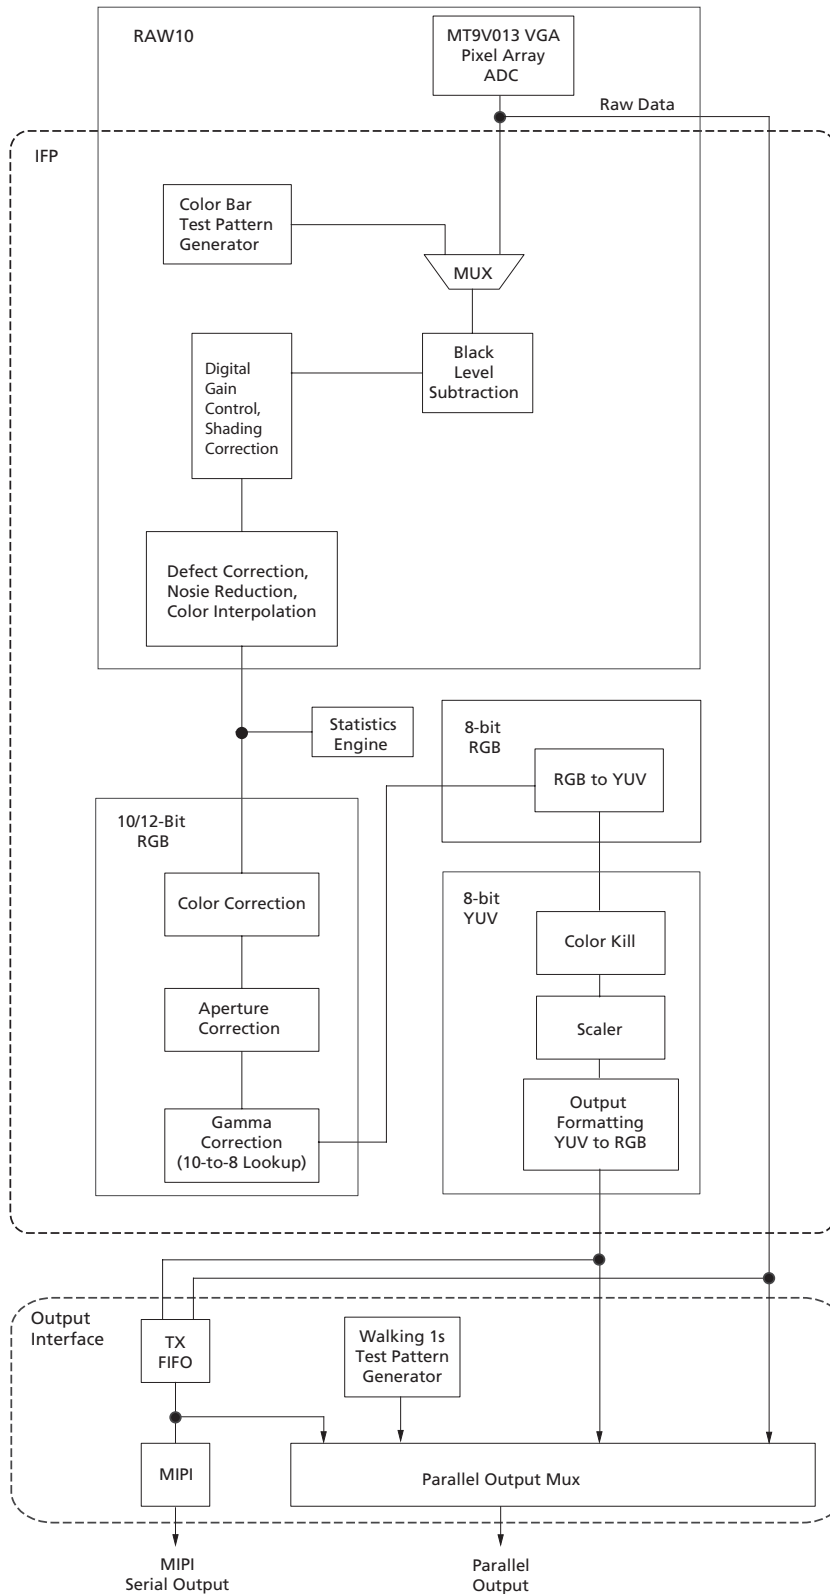 RAW10
MT9V013 VGA
Pixel Array
ADC
Raw Data
IFP
Color Bar
Test Pattern
Generator
MUX
Black
Level
Subtraction
Digital
Gain
Control,
Shading
Correction
Defect Correction,
Nosie Reduction,
Color Interpolation
Statistics
Engine
8-bit
RGB
RGB to YUV
10/12-Bit
RGB
Color Correction
Aperture
Correction
Gamma
Correction
(10-to-8 Lookup)
8-bit
YUV
Color Kill
Scaler
Output
Formatting
YUV to RGB
Output
Interface
TX
FIFO
Walking 1s
Test Pattern
Generator
MIPI
Parallel Output Mux
MIPI
Serial Output
Parallel
Output